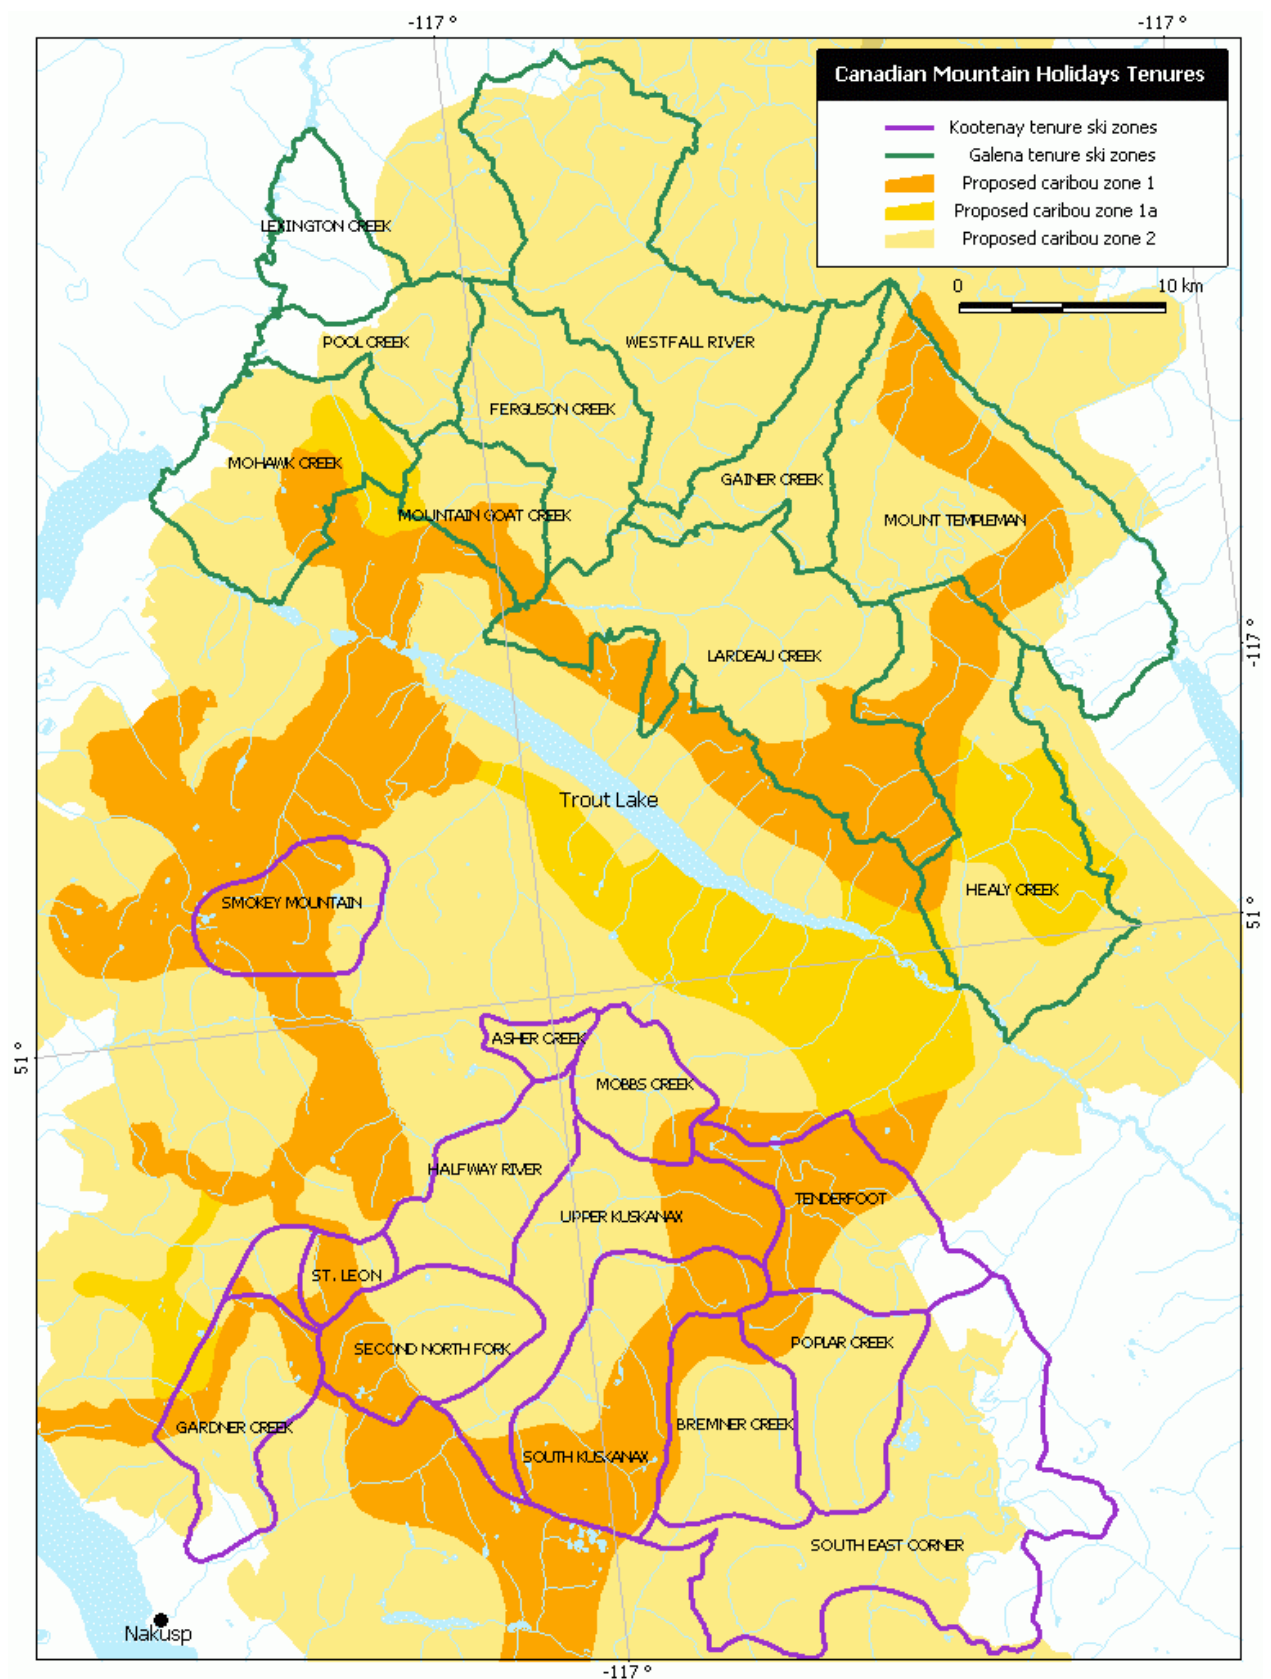 -117 °
-117 °
Canadian Mountain Holidays Tenures
Kootenay tenure ski zones
Galena tenure ski zones
Proposed caribou zone 1
Proposed caribou zone 1a
Proposed caribou zone 2
0 10 km
LEXINGTON CREEK
POOL CREEK
WESTFALL RIVER
FERGUSON CREEK
MOHAWK CREEK
GAINER CREEK
MOUNTAIN GOAT CREEK
MOUNT TEMPLEMAN
-117 °
LARDEAU CREEK
Trout Lake
HEALY CREEK
SMOKEY MOUNTAIN
51 °
ASHER CREEK
51 °
MOBBS CREEK
HALFWAY RIVER
TENDERFOOT
UPPER KUSKANAX
ST. LEON
POPLAR CREEK
SECOND NORTH FORK
BREMNER CREEK
GARDNER CREEK
SOUTH KUSKANAX
SOUTH EAST CORNER
Nakusp
-117 °